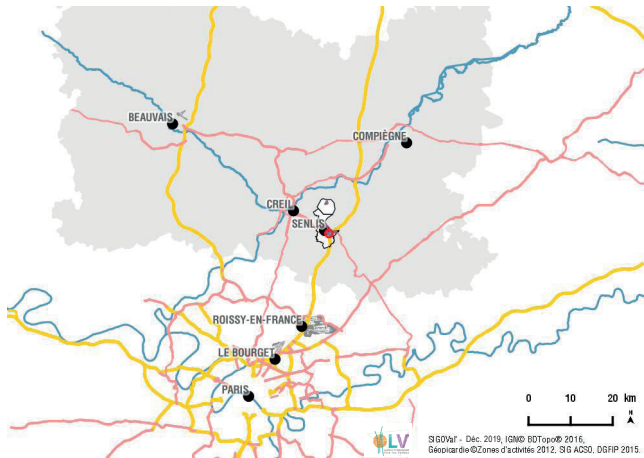 BEAUVAIS
COMPIÈGNE
CREIL
SENLIS
ROISSY-EN-FRANCE
LE BOURGET
PARIS
0 10 20 km
N
LV
SIGOVal' - Déc. 2019, IGN© BDTopo® 2016,
Géopicardie ©Zones d'activités 2012, SIG ACSO, DGFIP 2015